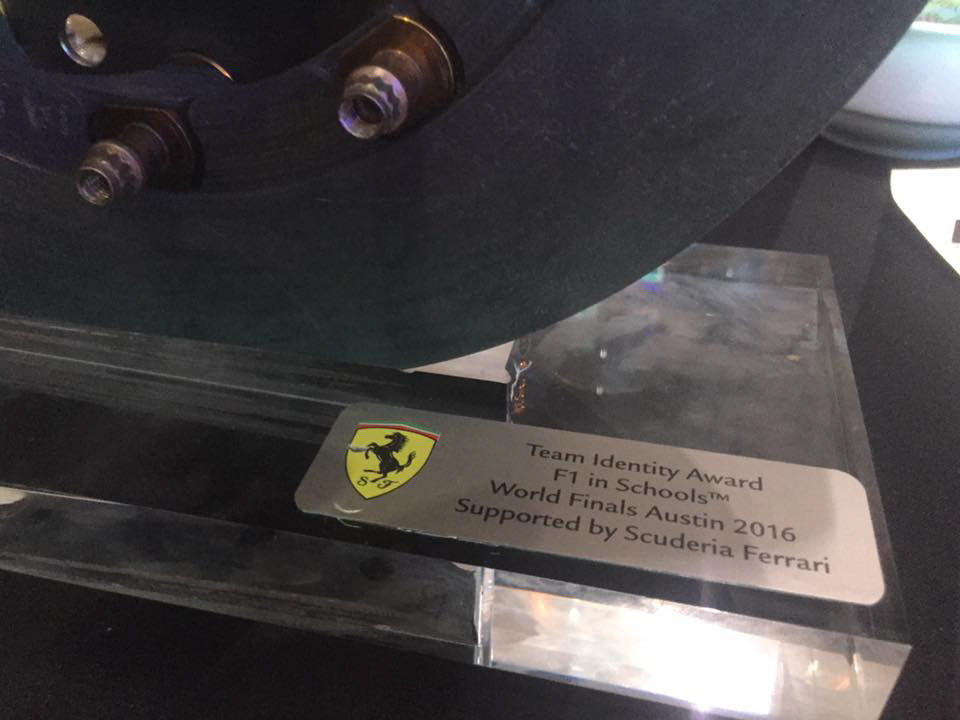 S F
Team Identity Award
F1 in Schools™
World Finals Austin 2016
Supported by Scuderia Ferrari